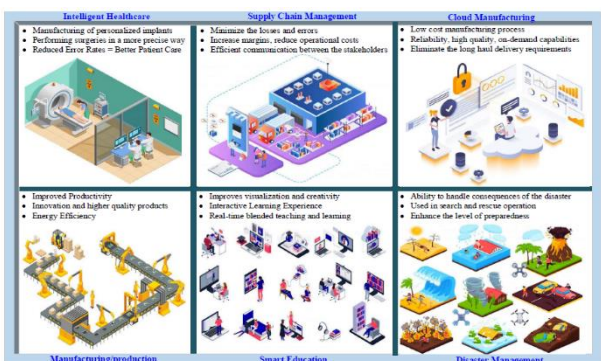 Intelligent Healthcare
• Manufacturing of personalized implants
• Performing surgeries in a more precise way
• Reduced Error Rates = Better Patient Care
Supply Chain Management
• Minimize the losses and errors
• Increase margins, reduce operational costs
• Efficient communication between the stakeholders
Cloud Manufacturing
• Low cost manufacturing process
• Reliability, high quality, on-demand capabilities
• Eliminate the long haul delivery requirements
• Improved Productivity
• Innovation and higher quality products
• Energy Efficiency
Manufacturing/production
• Improves visualization and creativity
• Interactive Learning Experience
• Real-time blended teaching and learning
Smart Education
• Ability to handle consequences of the disaster
• Used in search and rescue operation
• Enhance the level of preparedness
Disaster Management